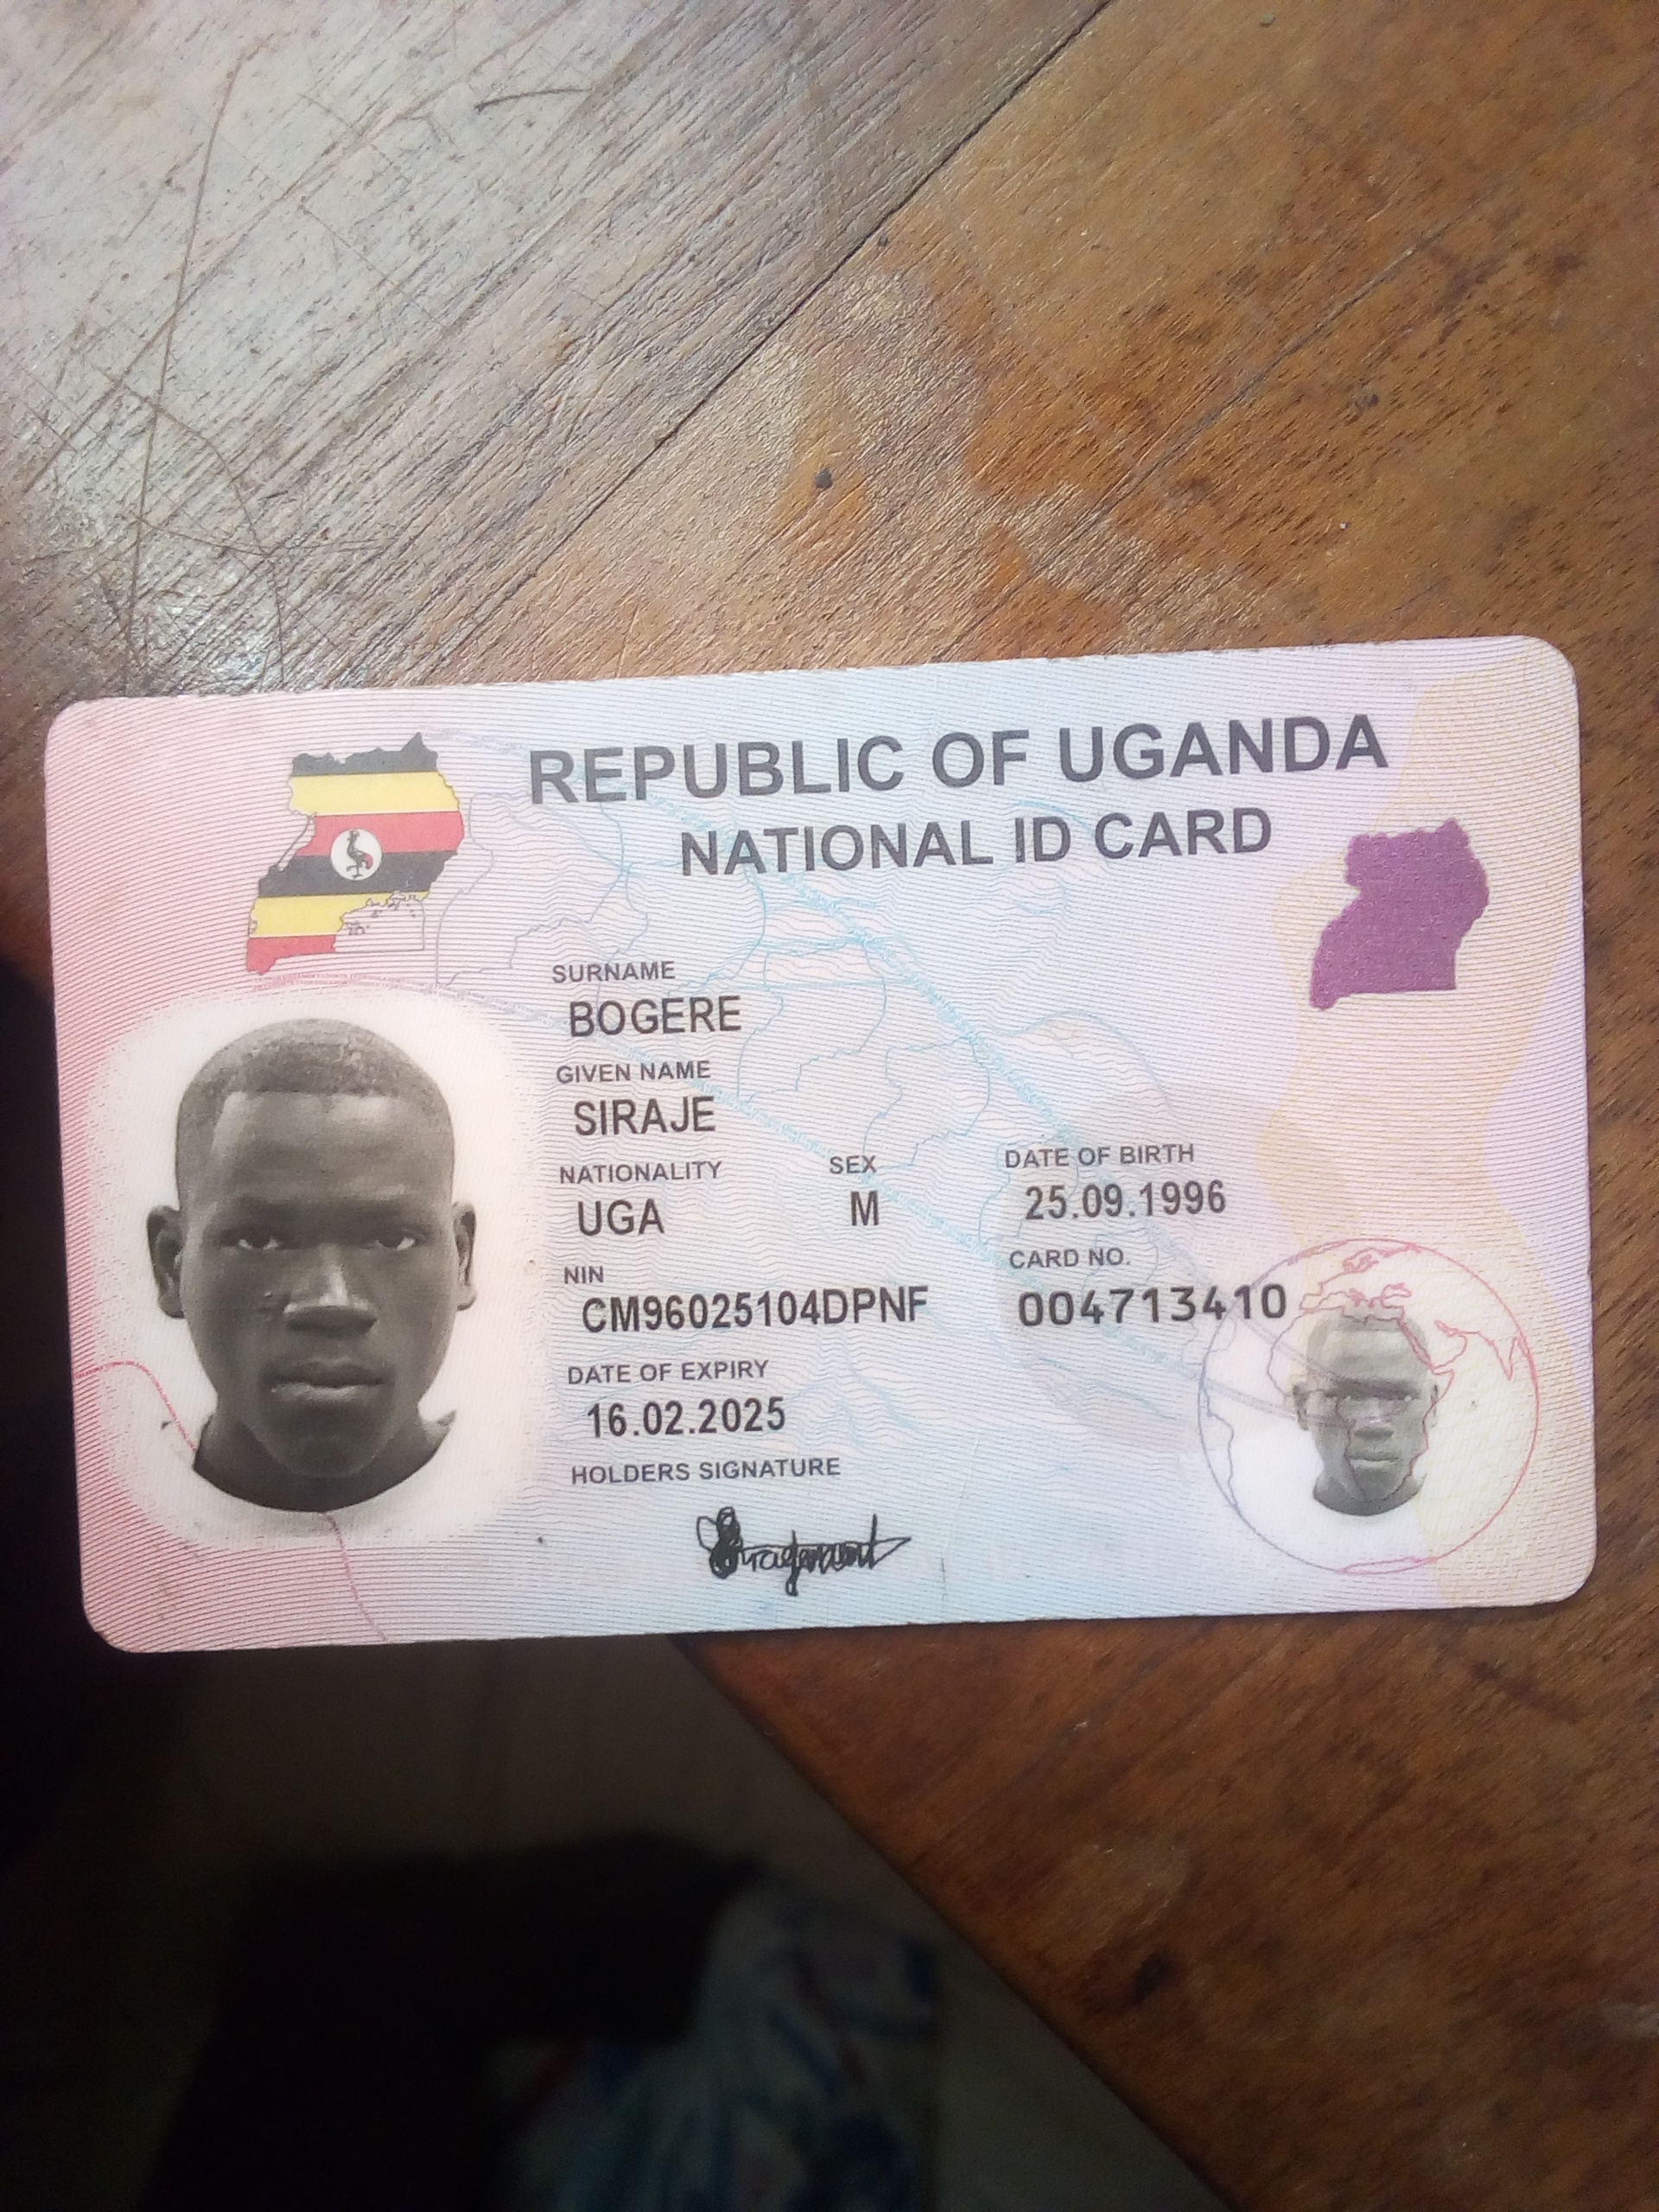 REPUBLIC OF UGANDA
NATIONAL ID CARD
SURNAME
BOGERE
GIVEN NAME
SIRAJE
NATIONALITY SEX DATE OF BIRTH
UGA M 25.09.1996
NIN CARD NO.
CM96025104DPNF 004713410
DATE OF EXPIRY
16.02.2025
HOLDERS SIGNATURE